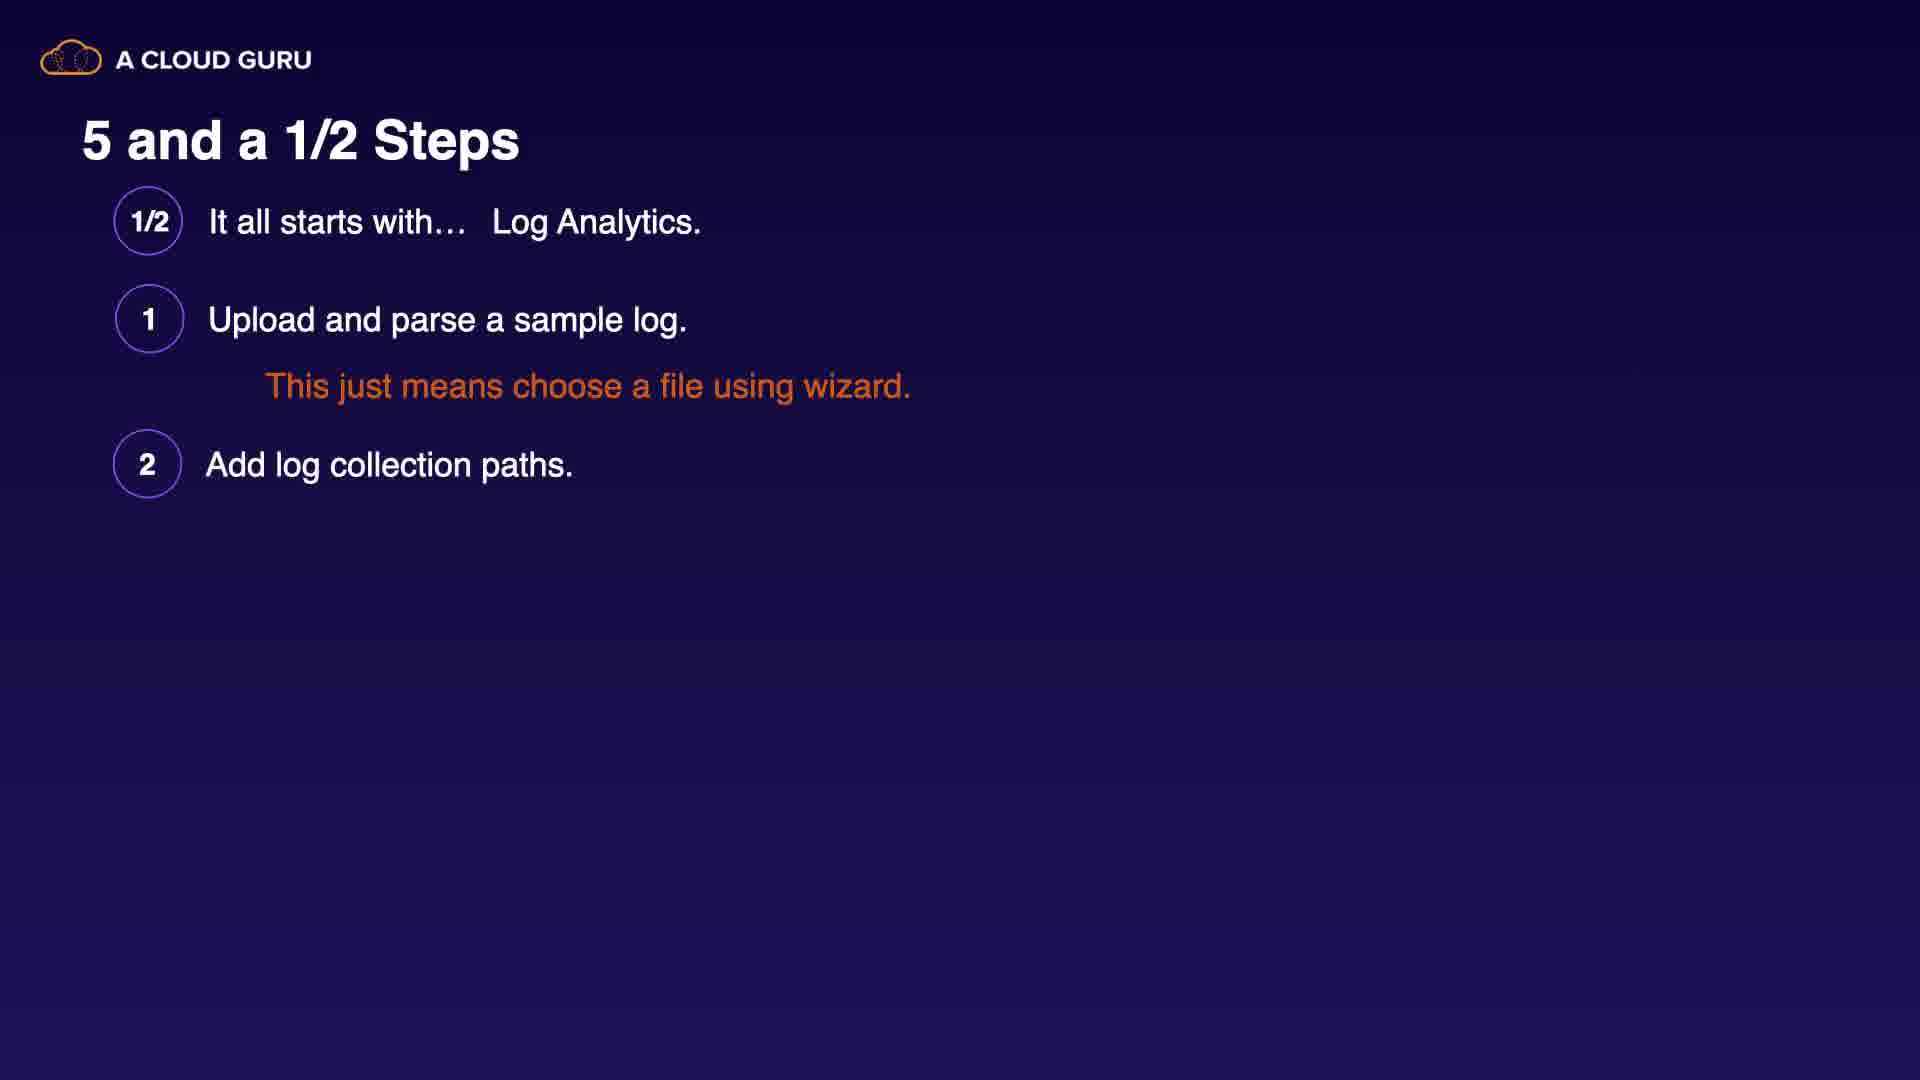 A CLOUD GURU
5 and a 1/2 Steps
1/2 It all starts with… Log Analytics.
1 Upload and parse a sample log.
This just means choose a file using wizard.
2 Add log collection paths.